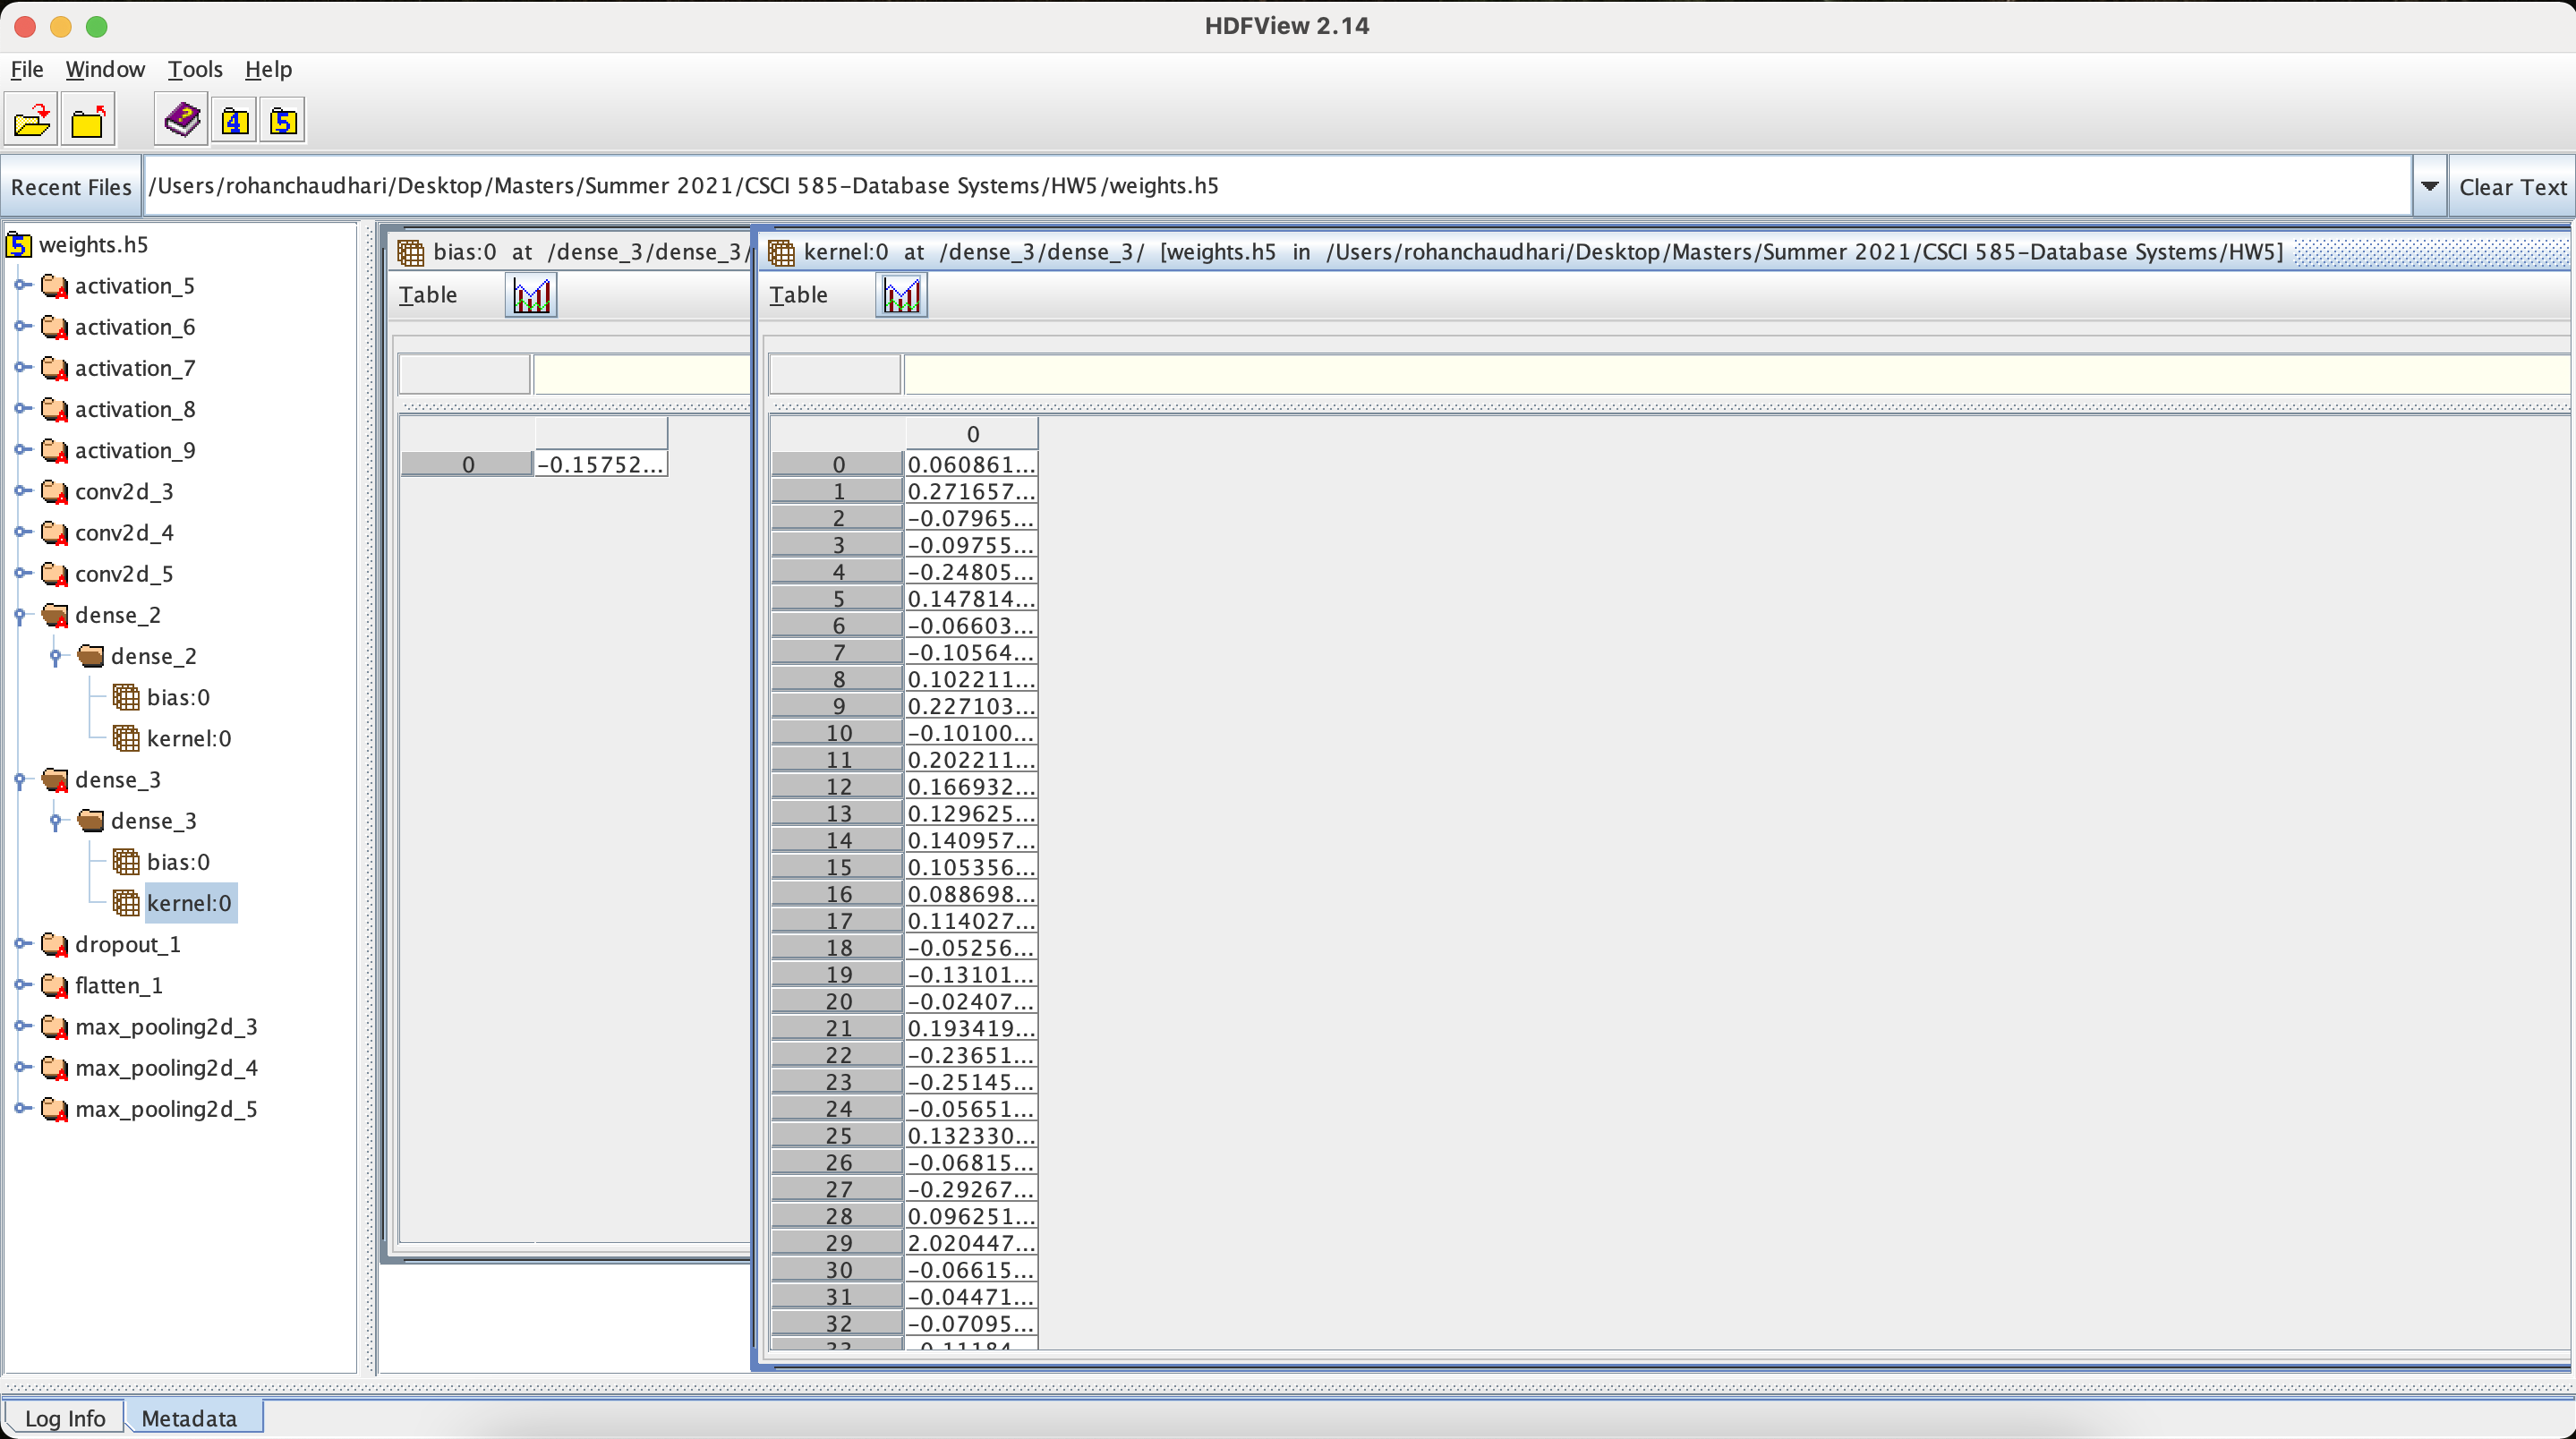 HDFView 2.14
File Window Tools Help
4 5
Recent Files /Users/rohanchaudhari/Desktop/Masters/Summer 2021/CSCI 585-Database Systems/HW5/weights.h5 Clear Text
5 weights.h5
activation_5
activation_6
activation_7
activation_8
activation_9
conv2d_3
conv2d_4
conv2d_5
dense_2
dense_2
bias:0
kernel:0
dense_3
dense_3
bias:0
kernel:0
dropout_1
flatten_1
max_pooling2d_3
max_pooling2d_4
max_pooling2d_5
bias:0 at /dense_3/dense_3/
Table
0 -0.15752...
kernel:0 at /dense_3/dense_3/ [weights.h5 in /Users/rohanchaudhari/Desktop/Masters/Summer 2021/CSCI 585-Database Systems/HW5]
Table
0
0 0.060861...
1 0.271657...
2 -0.07965...
3 -0.09755...
4 -0.24805...
5 0.147814...
6 -0.06603...
7 -0.10564...
8 0.102211...
9 0.227103...
10 -0.10100...
11 0.202211...
12 0.166932...
13 0.129625...
14 0.140957...
15 0.105356...
16 0.088698...
17 0.114027...
18 -0.05256...
19 -0.13101...
20 -0.02407...
21 0.193419...
22 -0.23651...
23 -0.25145...
24 -0.05651...
25 0.132330...
26 -0.06815...
27 -0.29267...
28 0.096251...
29 2.020447...
30 -0.06615...
31 -0.04471...
32 -0.07095...
Log Info Metadata